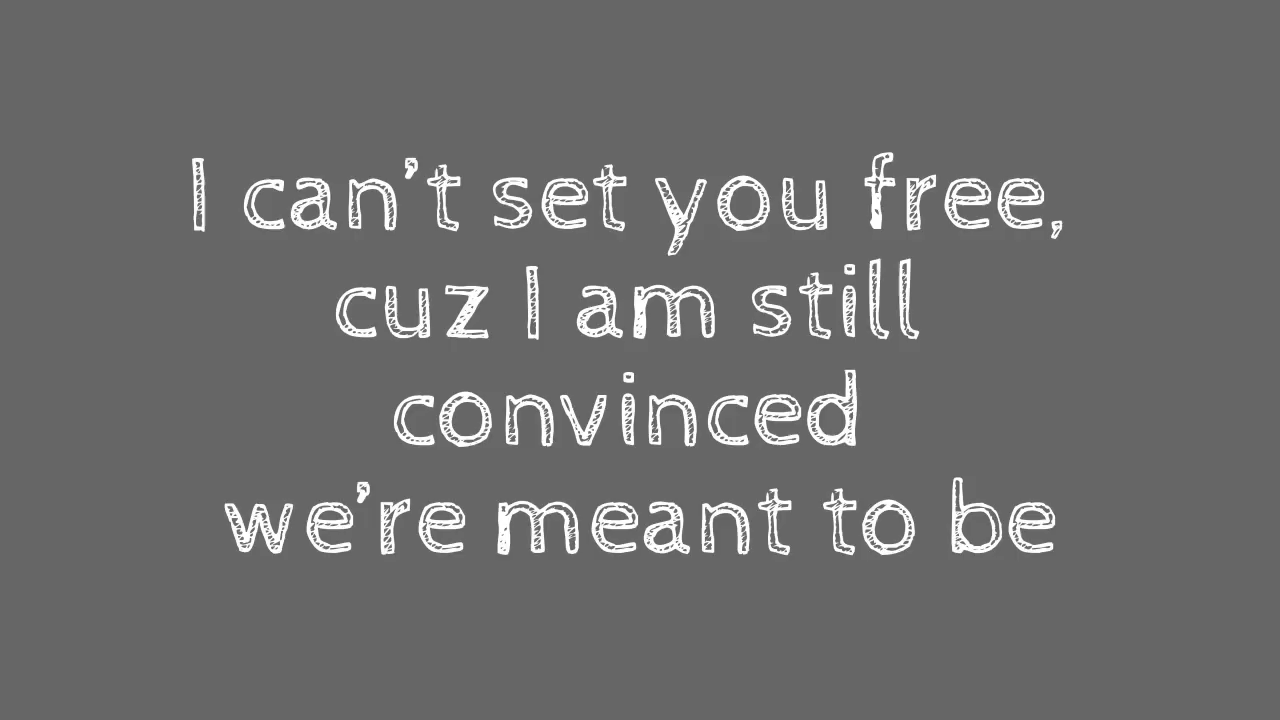 I can't set you free,
cuz I am still
convinced
we're meant to be